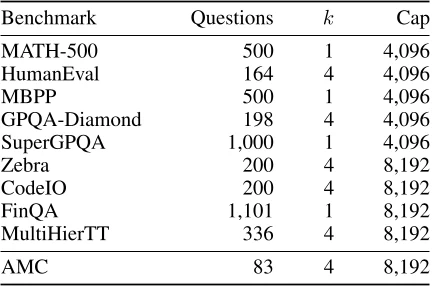 Benchmark Questions k Cap
MATH-500 500 1 4,096
HumanEval 164 4 4,096
MBPP 500 1 4,096
GPQA-Diamond 198 4 4,096
SuperGPQA 1,000 1 4,096
Zebra 200 4 8,192
CodeIO 200 4 8,192
FinQA 1,101 1 8,192
MultiHierTT 336 4 8,192
AMC 83 4 8,192